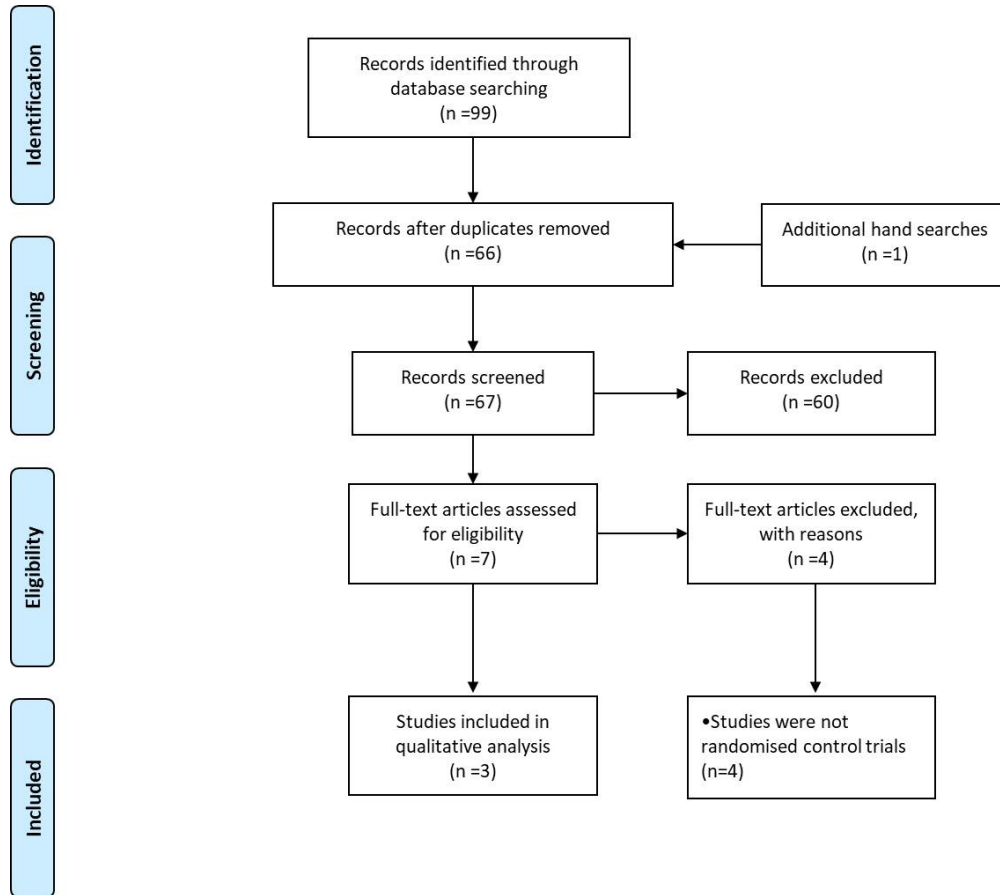 Identification
Records identified through
database searching
(n =99)
Records after duplicates removed
(n =66)
Additional hand searches
(n =1)
Screening
Records screened
(n =67)
Records excluded
(n =60)
Eligibility
Full-text articles assessed
for eligibility
(n =7)
Full-text articles excluded,
with reasons
(n =4)
Included
Studies included in
qualitative analysis
(n =3)
•Studies were not
randomised control trials
(n=4)